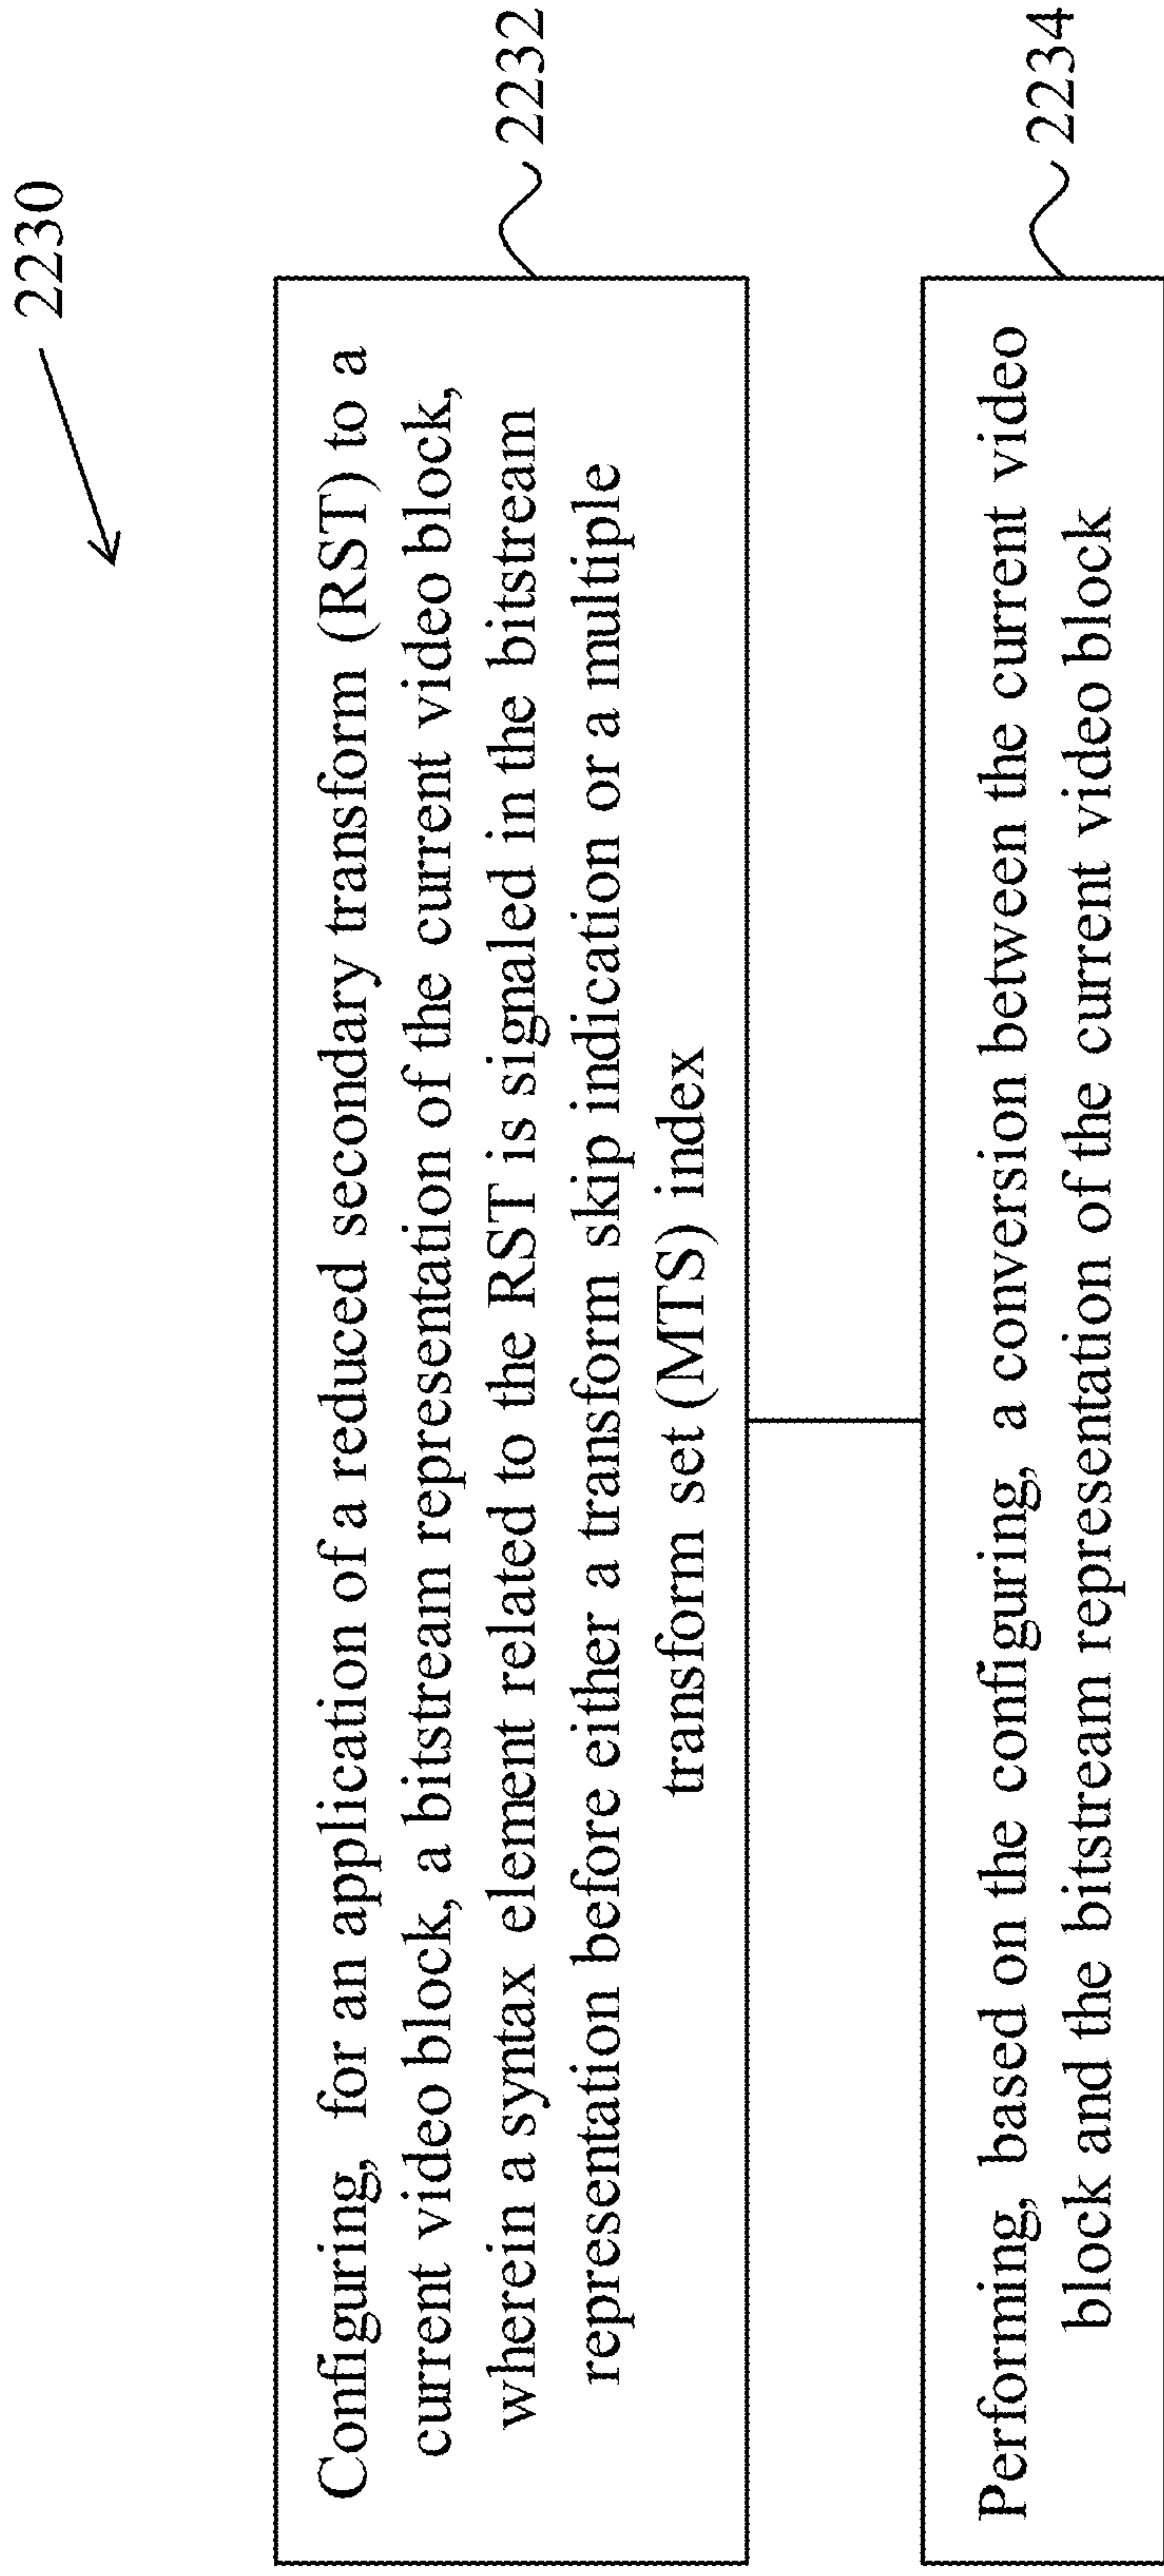 2230
Configuring, for an application of a reduced secondary transform (RST) to a
current video block, a bitstream representation of the current video block,
wherein a syntax element related to the RST is signaled in the bitstream
representation before either a transform skip indication or a multiple
transform set (MTS) index
2232
Performing, based on the configuring, a conversion between the current video
block and the bitstream representation of the current video block
2234